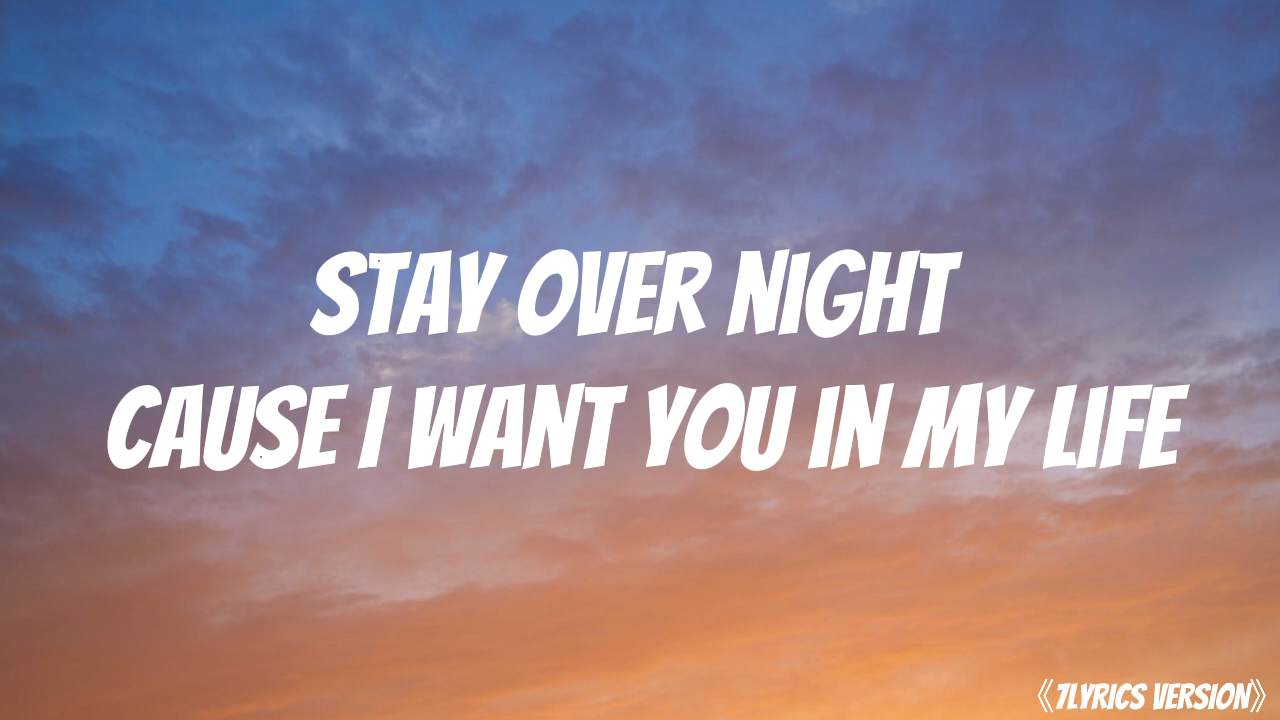 STAY OVER NIGHT
CAUSE I WANT YOU IN MY LIFE
《7LYRICS VERSION》